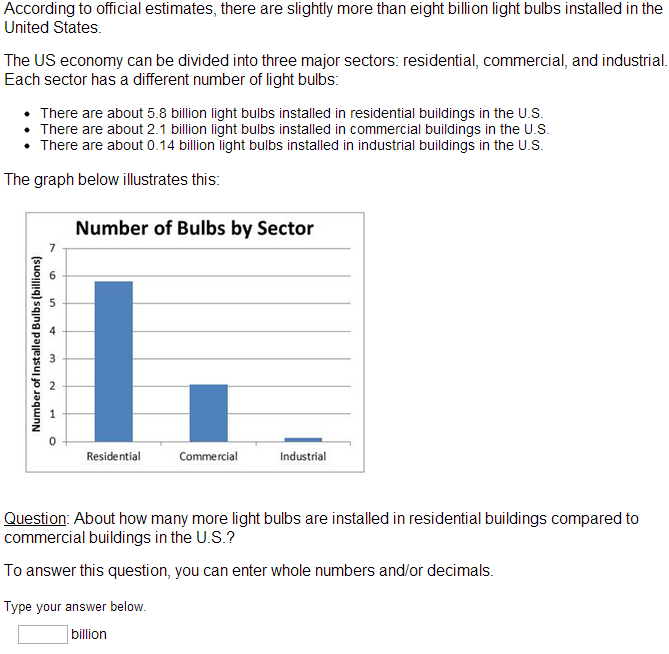 According to official estimates, there are slightly more than eight billion light bulbs installed in the
United States.
The US economy can be divided into three major sectors: residential, commercial, and industrial.
Each sector has a different number of light bulbs:
• There are about 5.8 billion light bulbs installed in residential buildings in the U.S.
• There are about 2.1 billion light bulbs installed in commercial buildings in the U.S.
• There are about 0.14 billion light bulbs installed in industrial buildings in the U.S.
The graph below illustrates this:
Number of Bulbs by Sector
Number of Installed Bulbs (billions)
7
6
5
4
3
2
1
0
Residential Commercial Industrial
Question: About how many more light bulbs are installed in residential buildings compared to
commercial buildings in the U.S.?
To answer this question, you can enter whole numbers and/or decimals.
Type your answer below.
billion